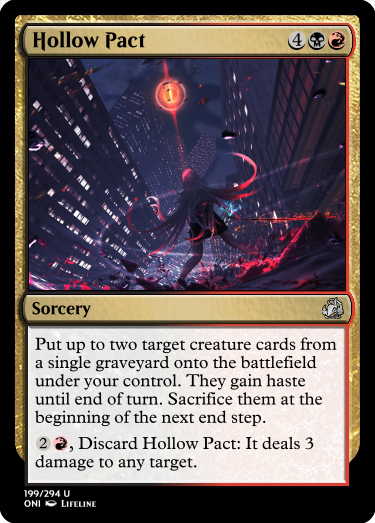 Hollow Pact 4
Sorcery
Put up to two target creature cards from
a single graveyard onto the battlefield
under your control. They gain haste
until end of turn. Sacrifice them at the
beginning of the next end step.
2 , Discard Hollow Pact: It deals 3
damage to any target.
199/294 U
ONI Lifeline